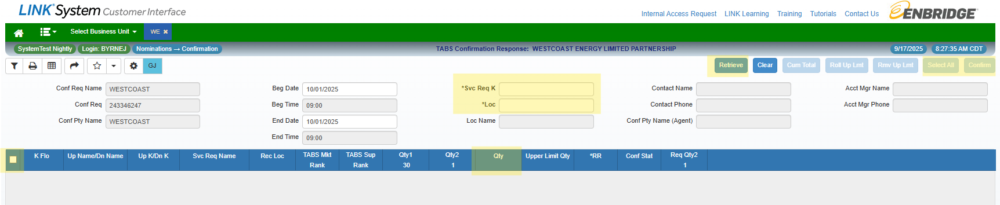 LINK® System Customer Interface
Internal Access Request LINK Learning Training Tutorials Contact Us
ENBRIDGE
Select Business Unit WE ✖
SystemTest Nightly Login: BYRNEJ Nominations → Confirmation TABS Confirmation Response: WESTCOAST ENERGY LIMITED PARTNERSHIP 9/17/2025 8:27:35 AM CDT
GJ Retrieve Clear Cum Total Roll Up Lmt Rmv Up Lmt Select All Confirm
Conf Req Name WESTCOAST Beg Date 10/01/2025 *Svc Req K Contact Name Acct Mgr Name
Conf Req 243346247 Beg Time 09:00 *Loc Contact Phone Acct Mgr Phone
Conf Pty Name WESTCOAST End Date 10/01/2025 Loc Name Conf Pty Name (Agent)
End Time 09:00
K Flo Up Name/Dn Name Up K/Dn K Svc Req Name Rec Loc TABS Mkt Rank TABS Sup Rank Qty1 30 Qty2 1 Qty Upper Limit Qty *RR Conf Stat Req Qty2 1